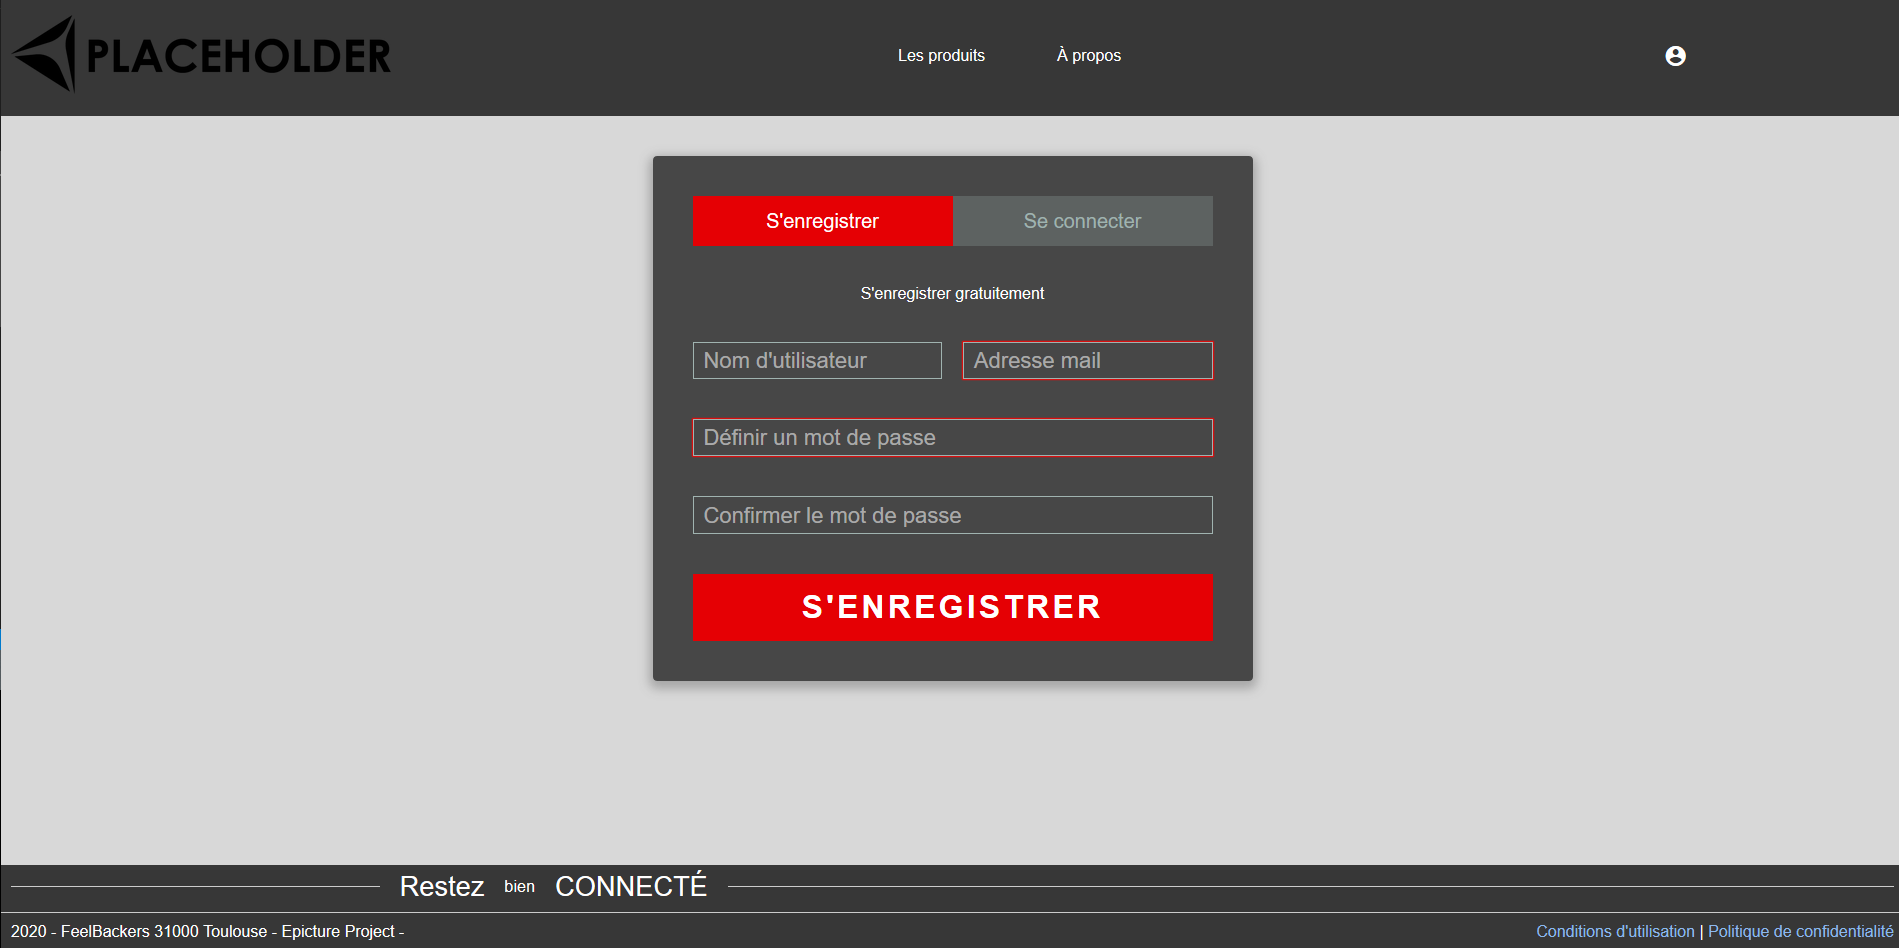 PLACEHOLDER
Les produits
À propos
S'enregistrer
Se connecter
S'enregistrer gratuitement
Nom d'utilisateur
Adresse mail
Définir un mot de passe
Confirmer le mot de passe
S'ENREGISTRER
Restez bien CONNECTÉ
2020 - FeelBackers 31000 Toulouse - Epicture Project -
Conditions d'utilisation | Politique de confidentialité